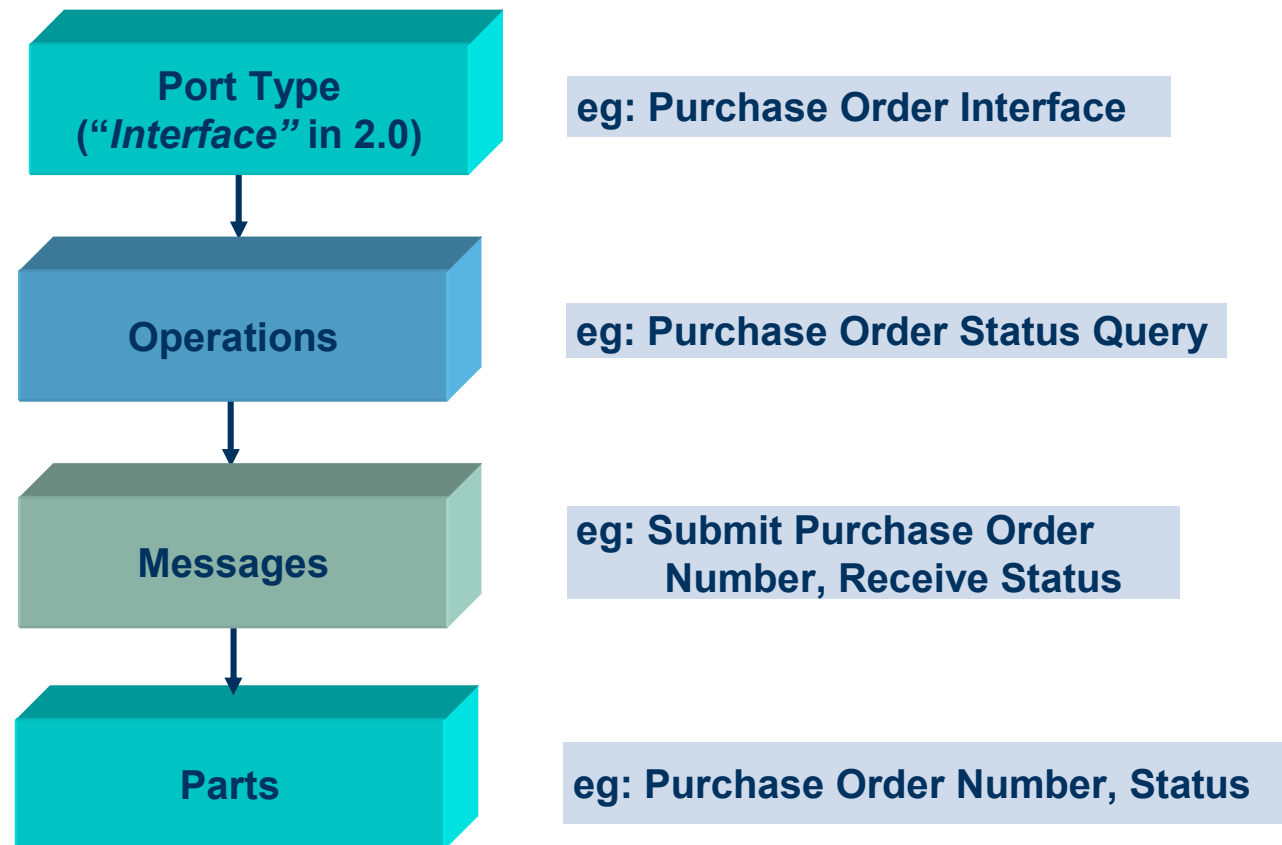 Port Type
(“Interface” in 2.0)
eg: Purchase Order Interface
Operations
eg: Purchase Order Status Query
Messages
eg: Submit Purchase Order
Number, Receive Status
Parts
eg: Purchase Order Number, Status